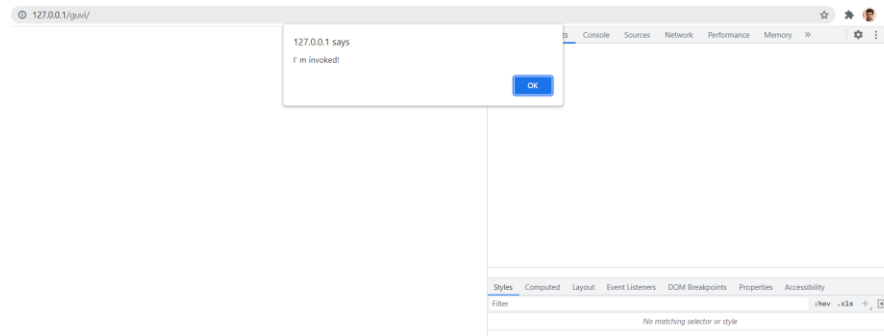 127.0.0.1/guvi/
127.0.0.1 says
I' m invoked!
OK
ts Console Sources Network Performance Memory »
Styles Computed Layout Event Listeners DOM Breakpoints Properties Accessibility
Filter :hov .cls +
No matching selector or style